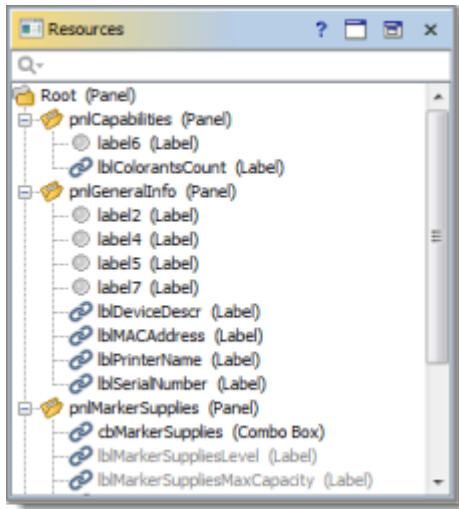 Resources ?
Root (Panel)
pnlCapabilities (Panel)
label6 (Label)
lblColorantsCount (Label)
pnlGeneralInfo (Panel)
label2 (Label)
label4 (Label)
label5 (Label)
label7 (Label)
lblDeviceDescr (Label)
lblMACAddress (Label)
lblPrinterName (Label)
lblSerialNumber (Label)
pnlMarkerSupplies (Panel)
cbMarkerSupplies (Combo Box)
lblMarkerSuppliesLevel (Label)
lblMarkerSuppliesMaxCapacity (Label)